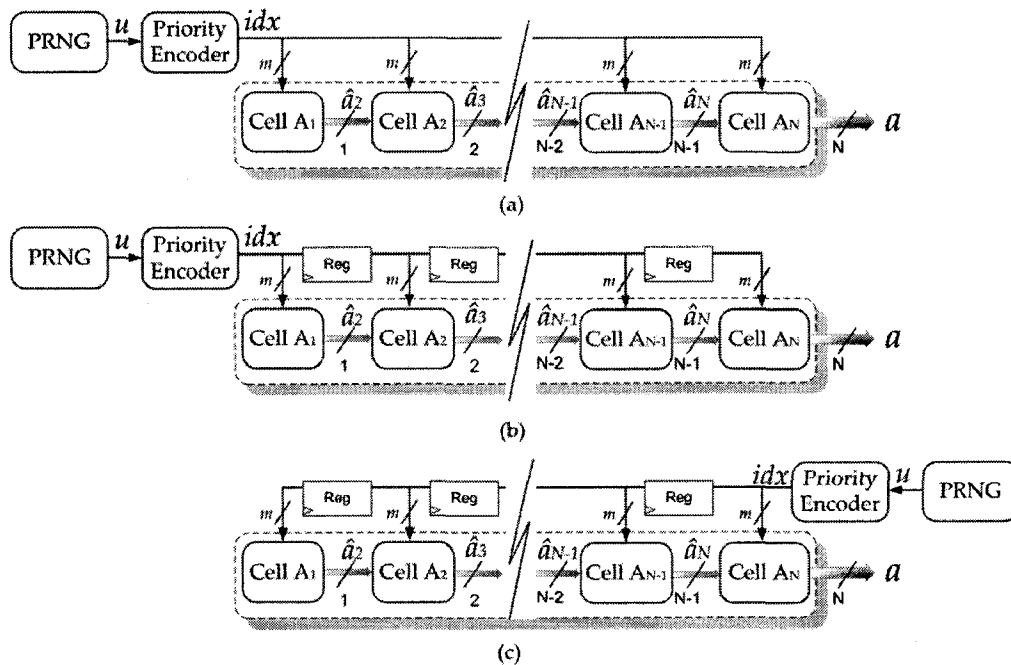 PRNG u Priority Encoder idx
m m m m
Cell A1 â2 Cell A2 â3 âN-1 Cell AN-1 âN Cell AN a
1 2 N-2 N-1 N
(a)
PRNG u Priority Encoder idx Reg Reg Reg
m m m m
Cell A1 â2 Cell A2 â3 âN-1 Cell AN-1 âN Cell AN a
1 2 N-2 N-1 N
(b)
Reg Reg Reg idx Priority Encoder u PRNG
m m m m
Cell A1 â2 Cell A2 â3 âN-1 Cell AN-1 âN Cell AN a
1 2 N-2 N-1 N
(c)